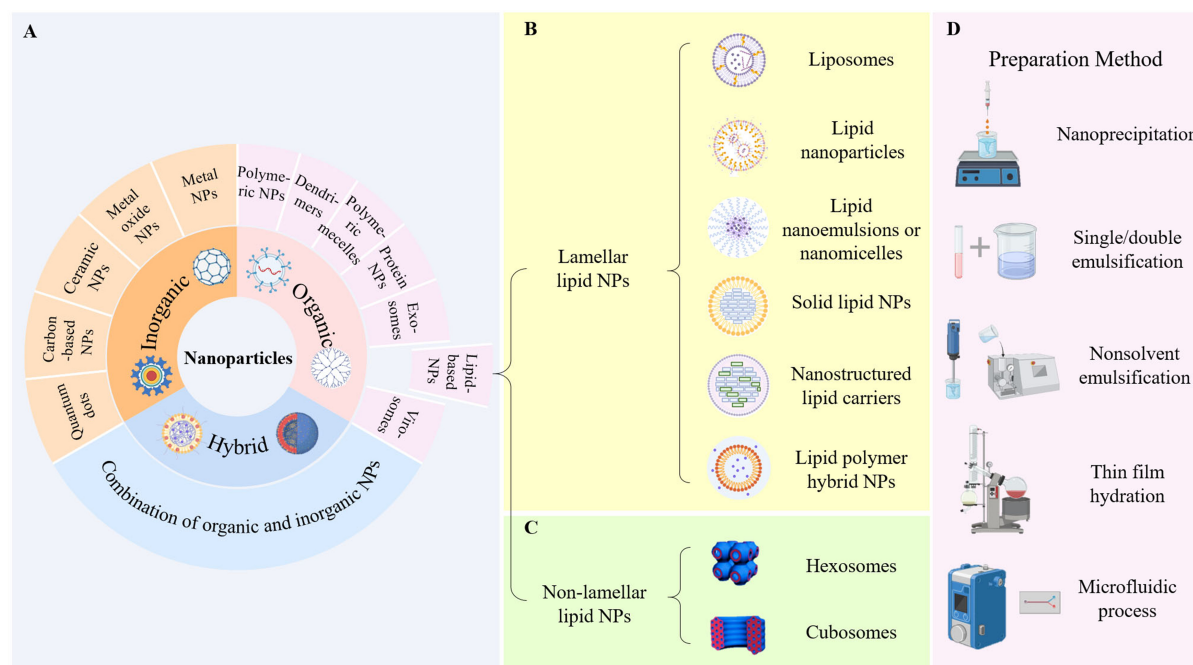 A
Nanoparticles
Inorganic
Organic
Hybrid
Quantum
dots
Carbon
-based
NPs
Ceramic
NPs
Metal
oxide
NPs
Metal
NPs
Polyme-
ric NPs
Dendri-
mers
Polyme-
ric
mecelles
Protein
NPs
Exo-
somes
Lipid-
based
NPs
Viro-
somes
Combination of organic and inorganic NPs
B
Lamellar
lipid NPs
Liposomes
Lipid
nanoparticles
Lipid
nanoemulsions or
nanomicelles
Solid lipid NPs
Nanostructured
lipid carriers
Lipid polymer
hybrid NPs
C
Non-lamellar
lipid NPs
Hexosomes
Cubosomes
D
Preparation Method
Nanoprecipitation
Single/double
emulsification
Nonsolvent
emulsification
Thin film
hydration
Microfluidic
process